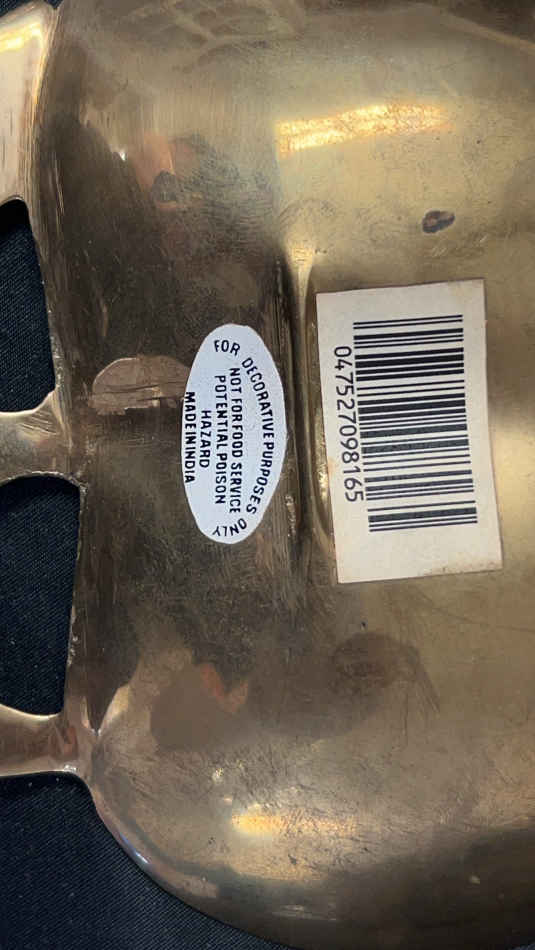 FOR DECORATIVE PURPOSES ONLY
NOT FOR FOOD SERVICE
POTENTIAL POISON
HAZARD
MADE IN INDIA
047527098165